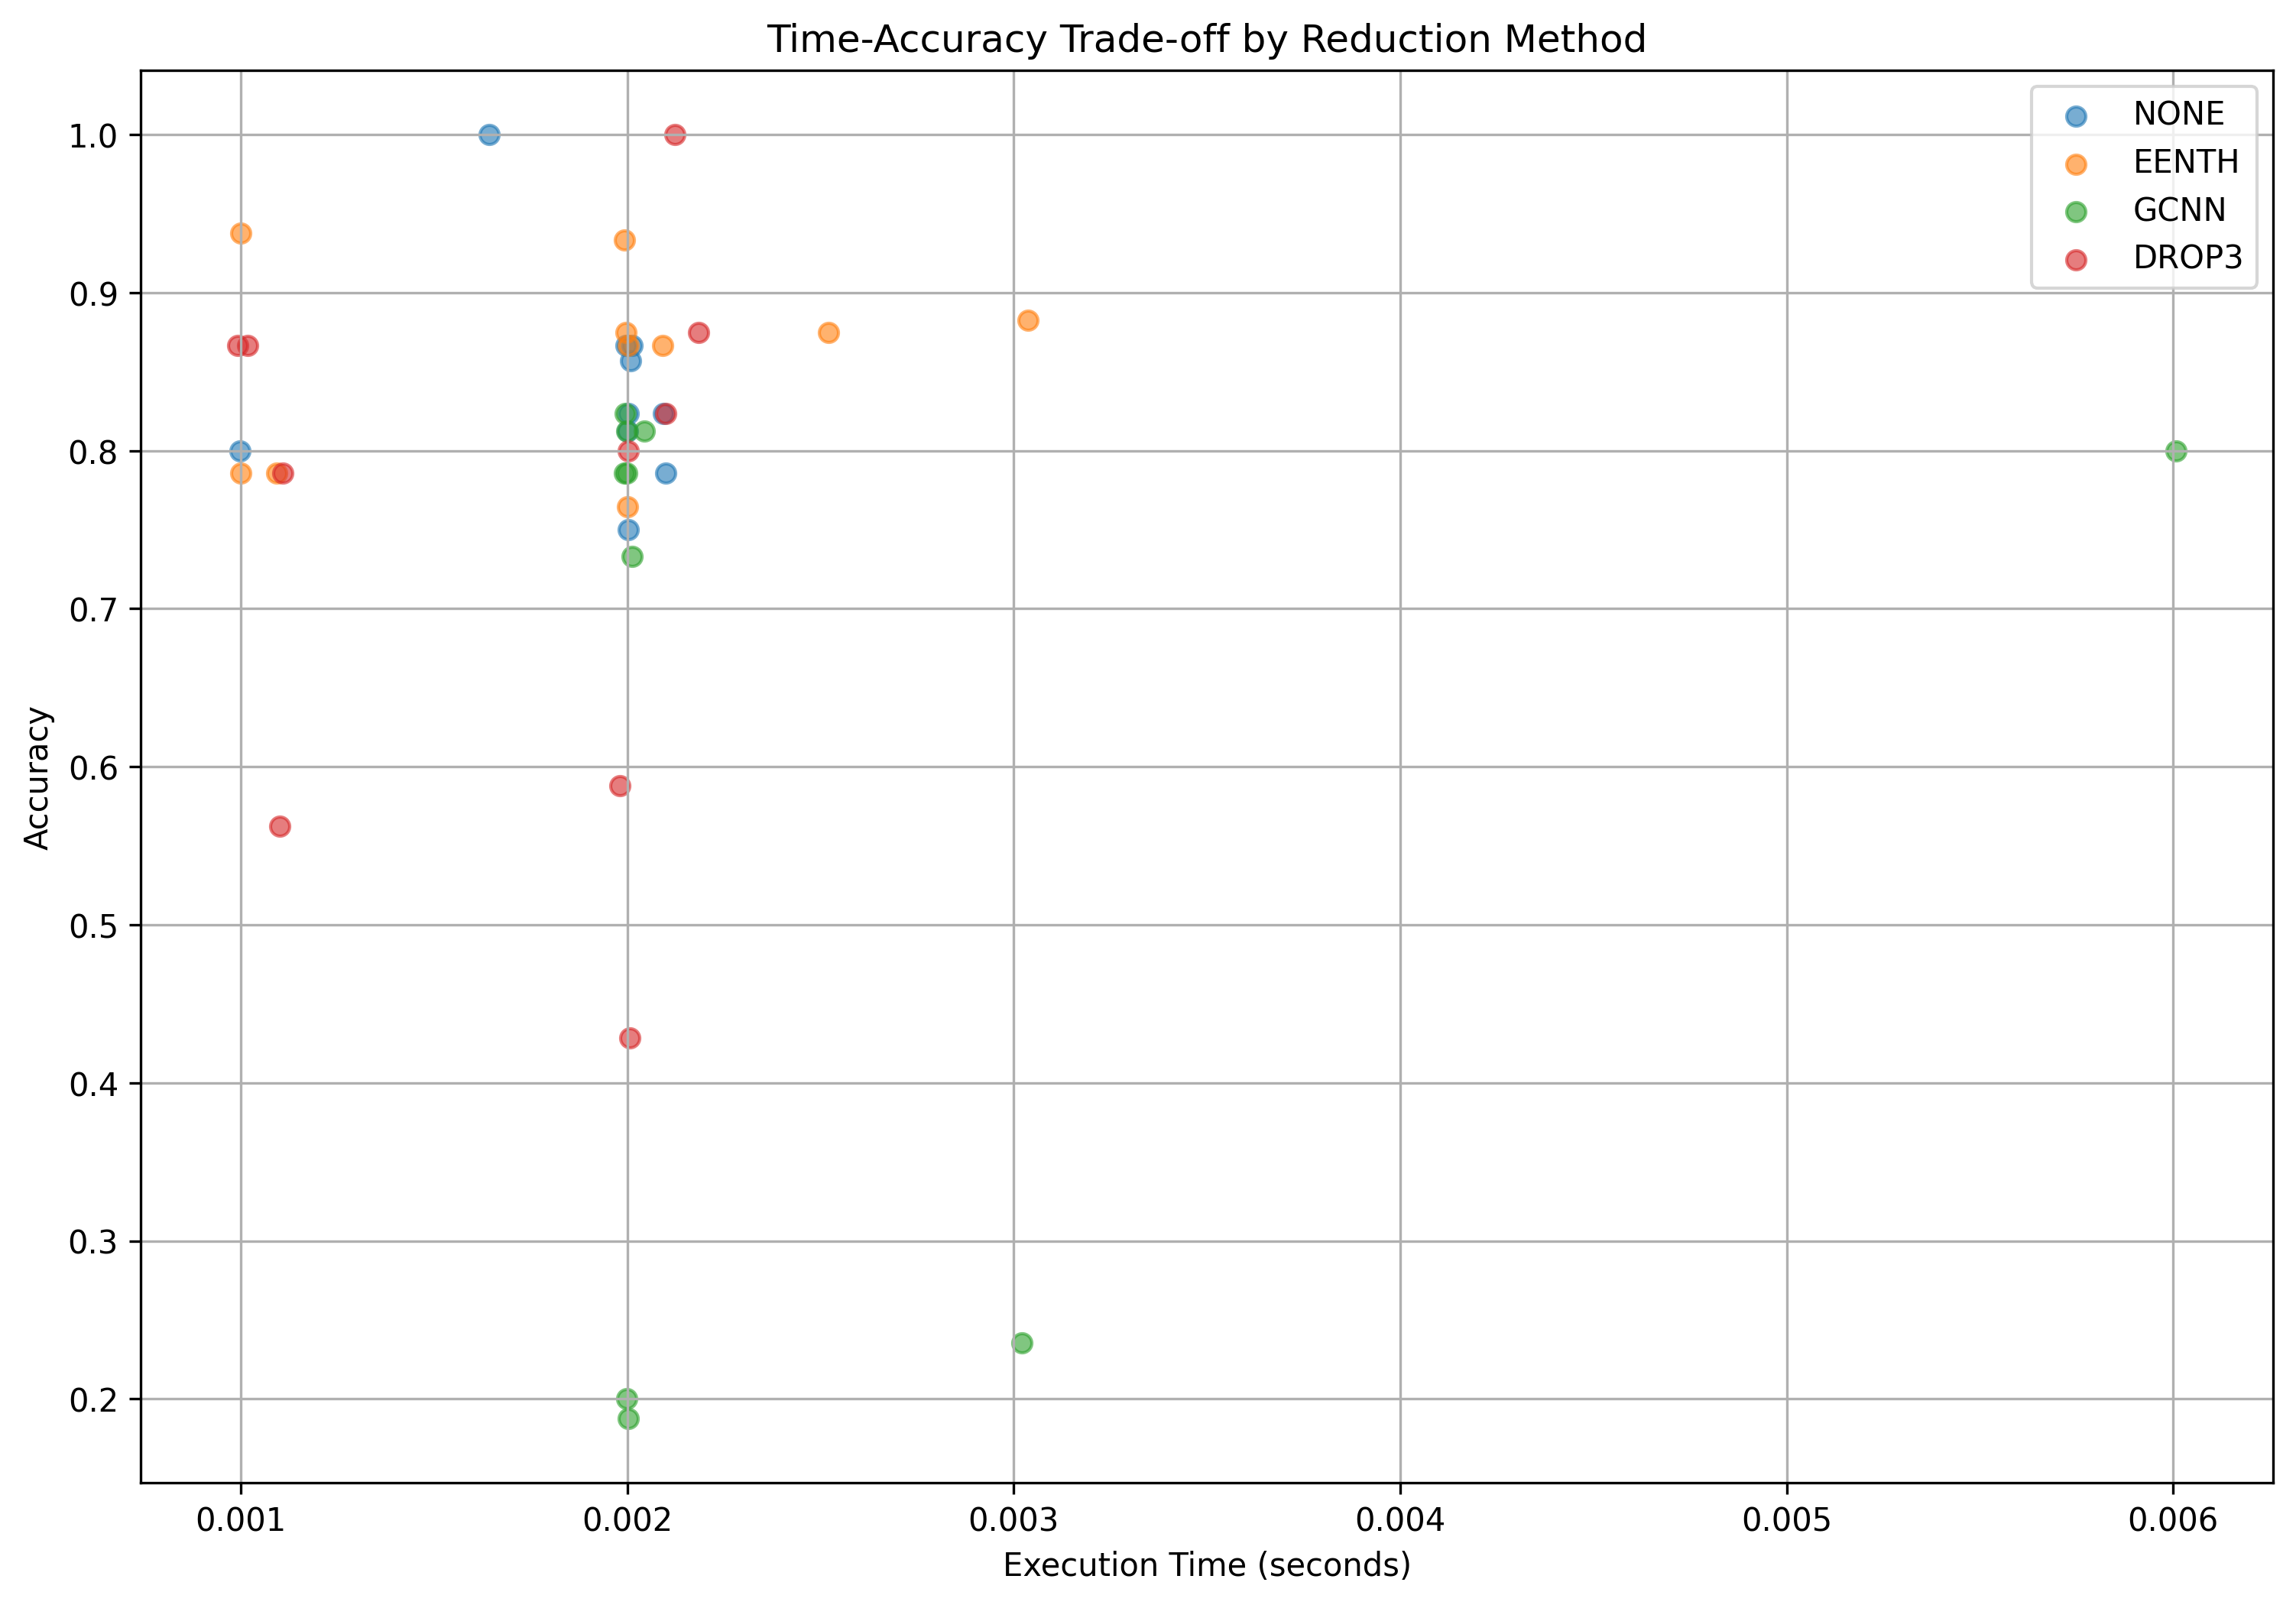 Time-Accuracy Trade-off by Reduction Method
NONE
EENTH
GCNN
DROP3
1.0
0.9
0.8
0.7
0.6
0.5
0.4
0.3
0.2
Accuracy
0.001 0.002 0.003 0.004 0.005 0.006
Execution Time (seconds)